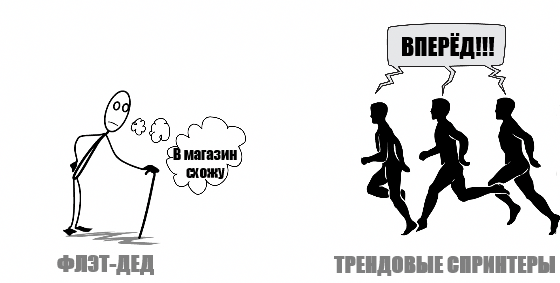 ВПЕРЁД!!!
В магазин
схожу
ФЛЭТ-ДЕД
ТРЕНДОВЫЕ СПРИНТЕРЫ